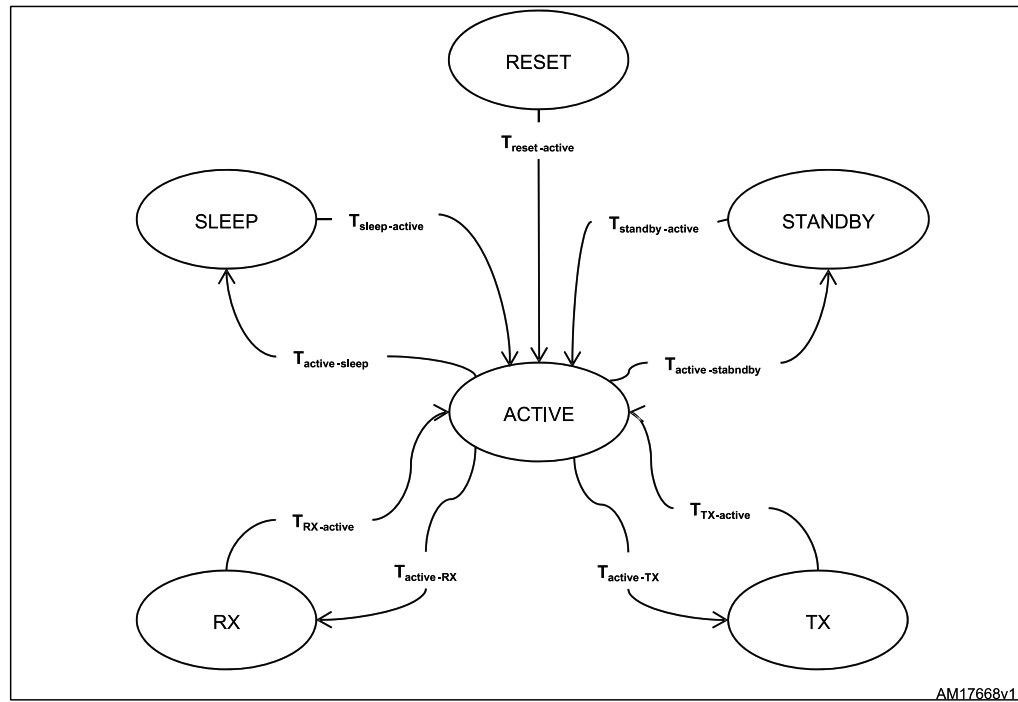 RESET
Treset-active
SLEEP
Tsleep-active
Tstandby-active
STANDBY
Tactive-sleep
Tactive-stabndby
ACTIVE
TRX-active
TTX-active
Tactive-RX
Tactive-TX
RX
TX
AM17668v1